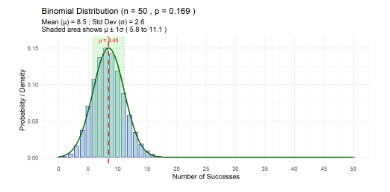 Binomial Distribution (n = 50 , p = 0.169 )
Mean (μ) = 8.5 ; Std Dev (σ) = 2.6
Shaded area shows μ ± 1σ ( 5.8 to 11.1 )
0.15
0.10
0.05
0.00
Probability / Density
0 5 10 15 20 25 30 35 40 45 50
Number of Successes